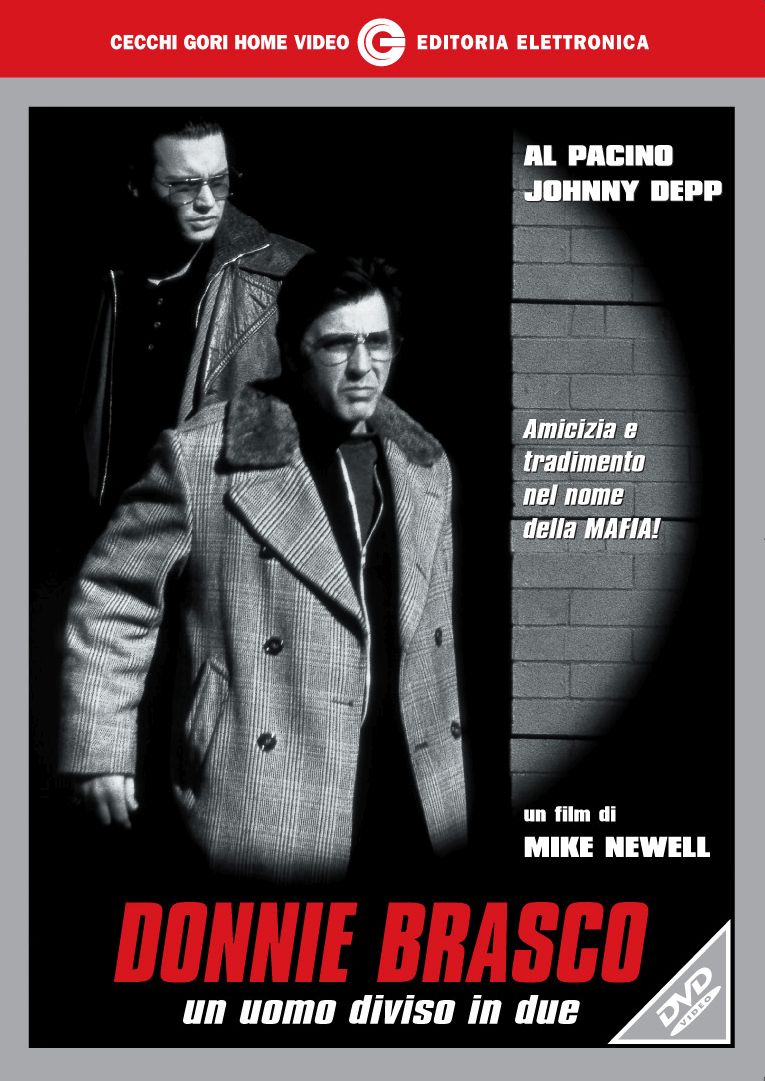 CECCHI GORI HOME VIDEO CG EDITORIA ELETTRONICA
AL PACINO
JOHNNY DEPP
Amicizia e
tradimento
nel nome
della MAFIA!
un film di
MIKE NEWELL
DONNIE BRASCO
un uomo diviso in due
DVD
VIDEO